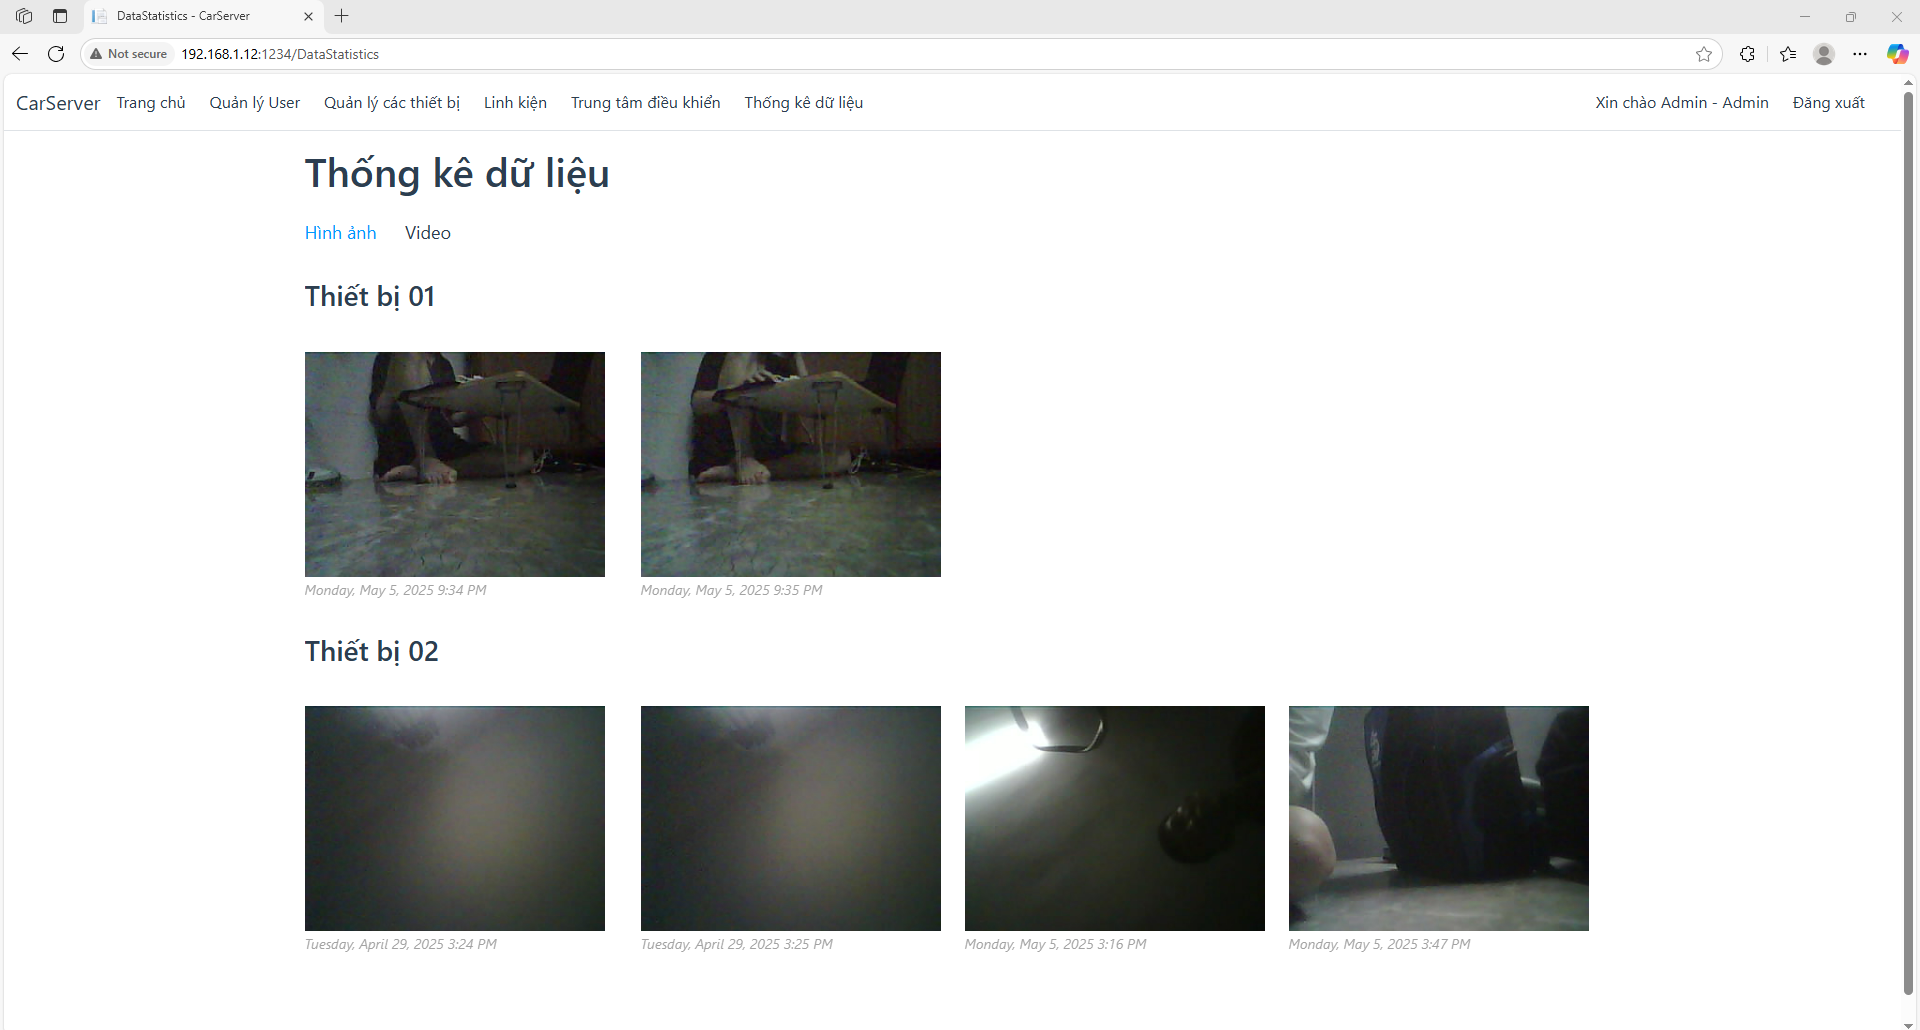 DataStatistics - CarServer
Not secure 192.168.1.12:1234/DataStatistics
CarServer Trang chủ Quản lý User Quản lý các thiết bị Linh kiện Trung tâm điều khiển Thống kê dữ liệu Xin chào Admin - Admin Đăng xuất
Thống kê dữ liệu
Hình ảnh Video
Thiết bị 01
Monday, May 5, 2025 9:34 PM Monday, May 5, 2025 9:35 PM
Thiết bị 02
Tuesday, April 29, 2025 3:24 PM Tuesday, April 29, 2025 3:25 PM Monday, May 5, 2025 3:16 PM Monday, May 5, 2025 3:47 PM